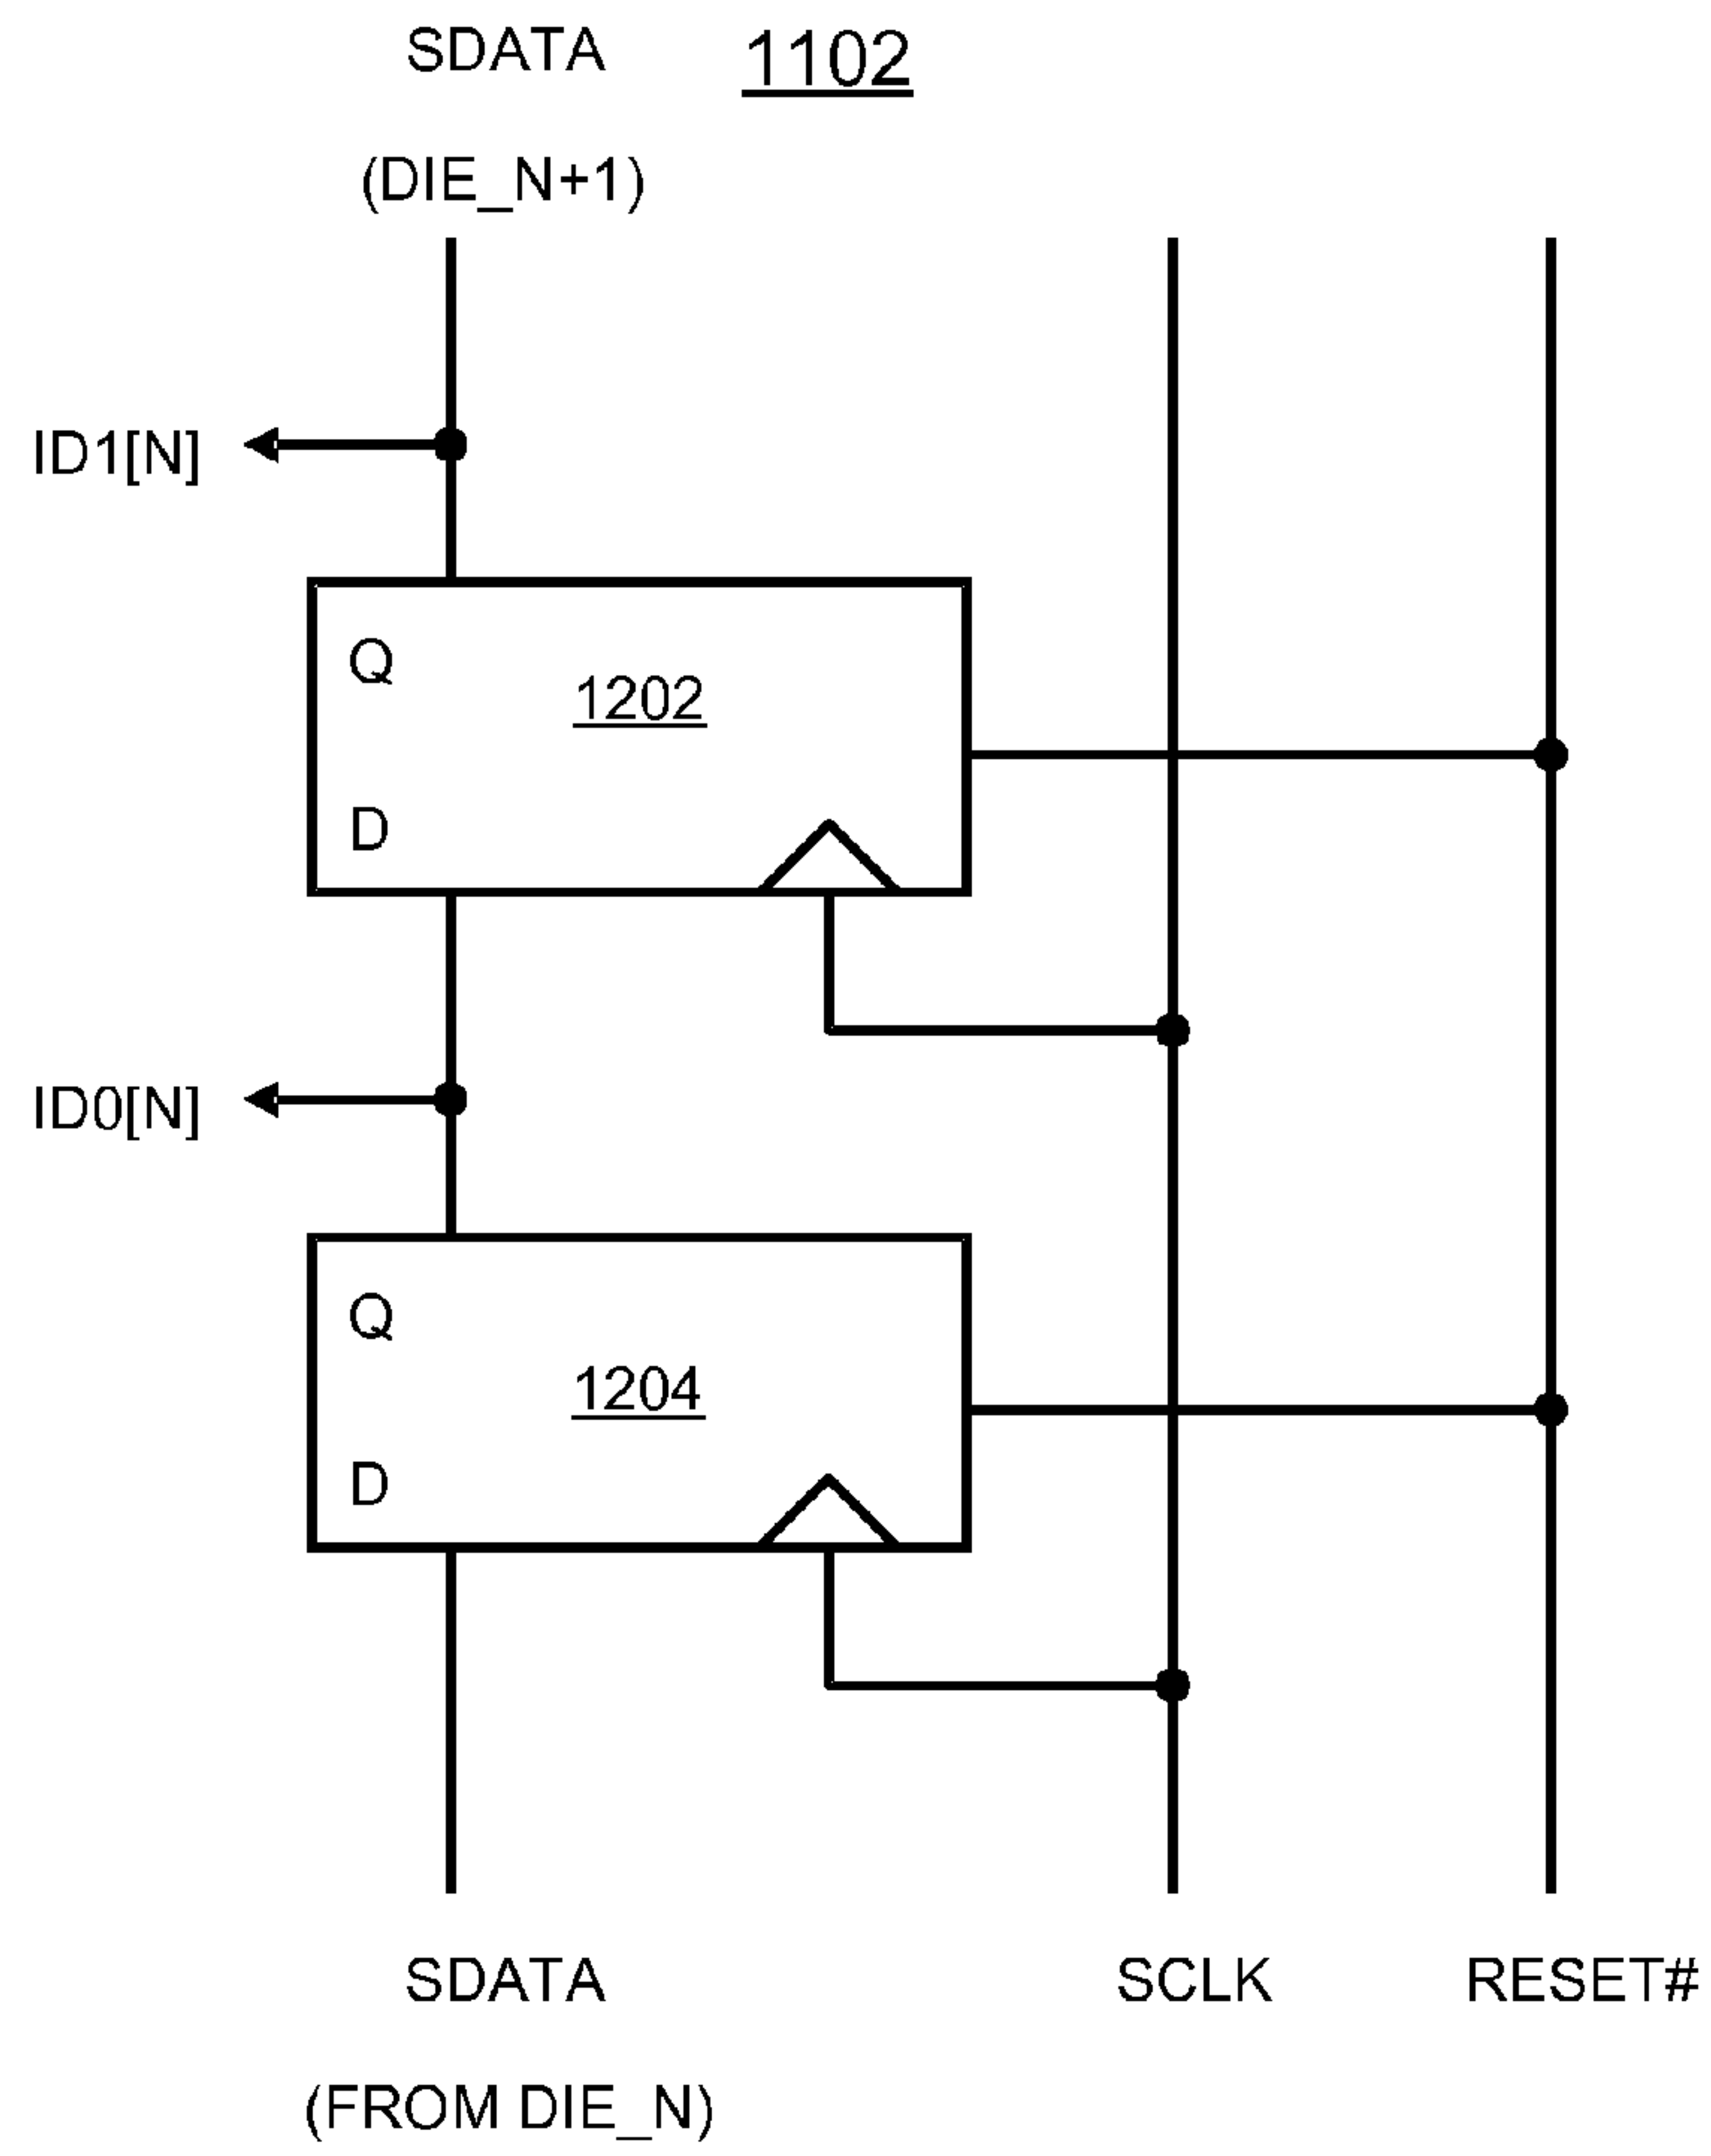 SDATA 1102
(DIE_N+1)
ID1[N]
Q
1202
D
ID0[N]
Q
1204
D
SDATA SCLK RESET#
(FROM DIE_N)